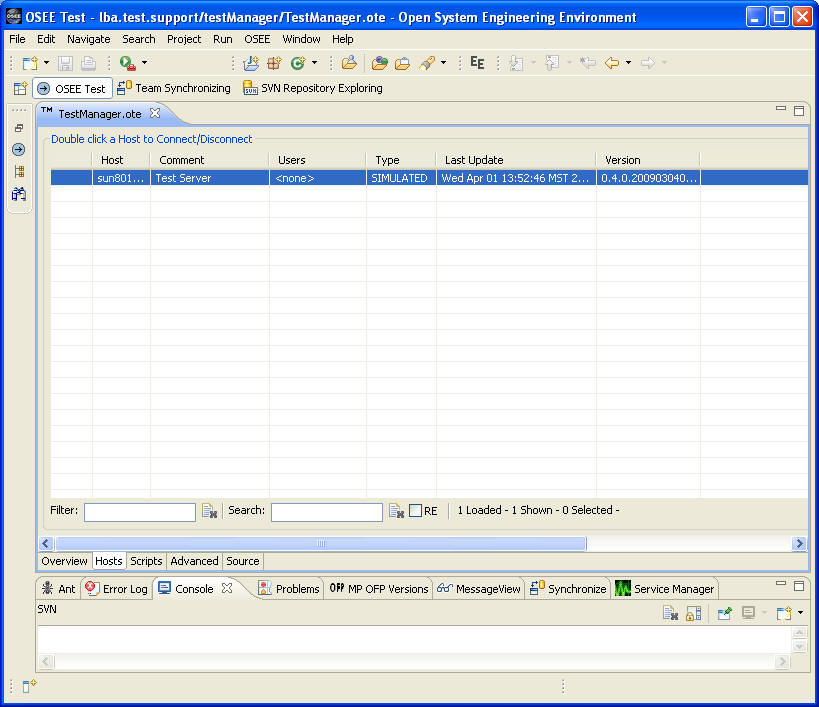 OSEE Test - lba.test.support/testManager/TestManager.ote - Open System Engineering Environment
File Edit Navigate Search Project Run OSEE Window Help
EE
OSEE Test Team Synchronizing SVN SVN Repository Exploring
TM TestManager.ote
Double click a Host to Connect/Disconnect
Host Comment Users Type Last Update Version
sun801... Test Server <none> SIMULATED Wed Apr 01 13:52:46 MST 2... 0.4.0.200903040...
Filter: Search: RE 1 Loaded - 1 Shown - 0 Selected -
Overview Hosts Scripts Advanced Source
Ant Error Log Console Problems OFP MP OFP Versions MessageView Synchronize Service Manager
SVN